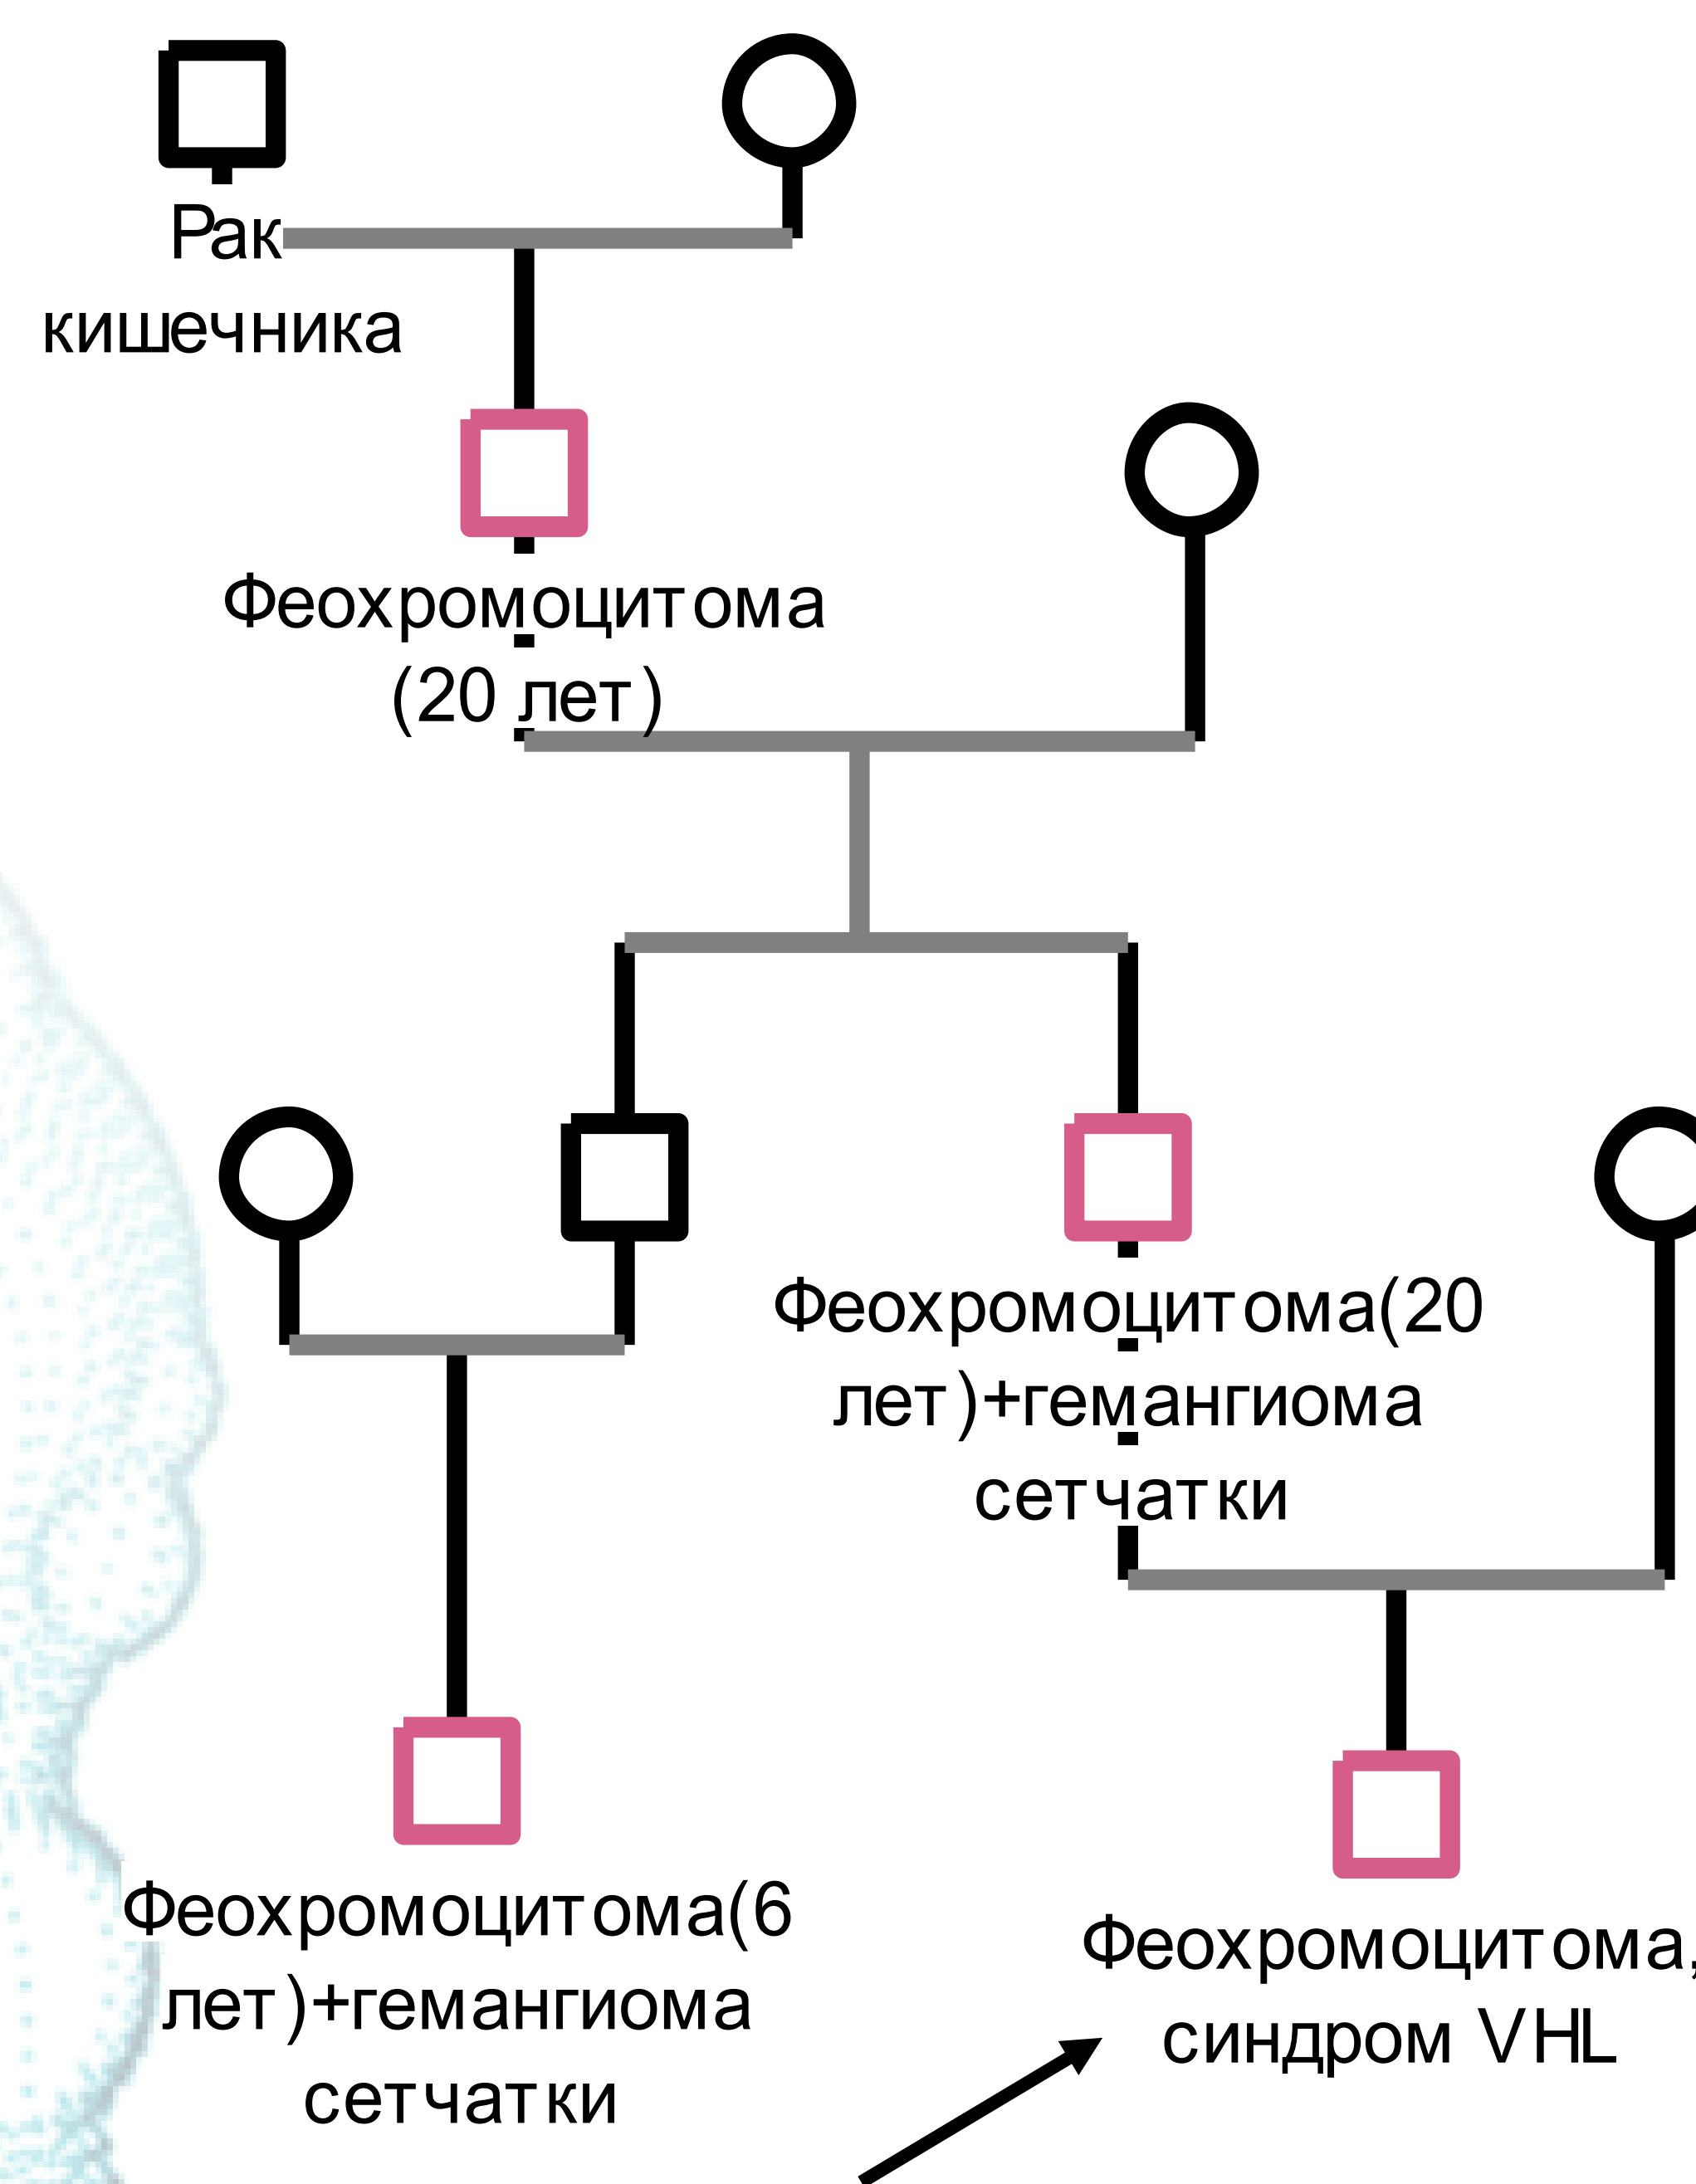 Рак
кишечника
Феохромоцитома
(20 лет)
Феохромоцитома(20
лет)+гемангиома
сетчатки
Феохромоцитома(6
лет)+гемангиома
сетчатки
Феохромоцитома,
синдром VHL